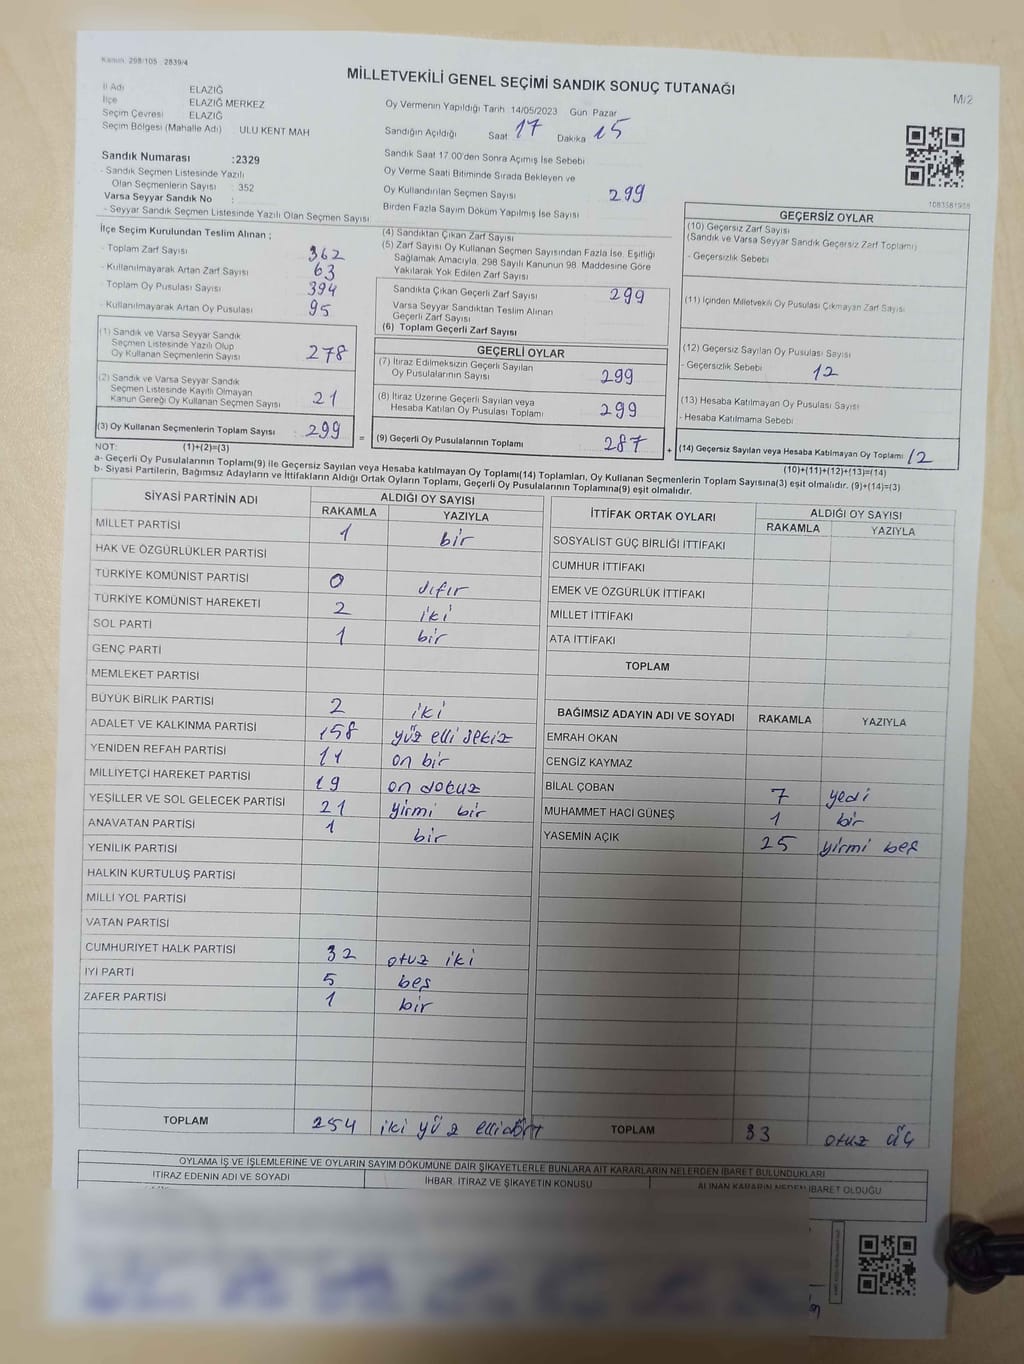 Kanun: 298/105 2839/4
MİLLETVEKİLİ GENEL SEÇİMİ SANDIK SONUÇ TUTANAĞI
M/2
İl Adı ELAZIĞ
İlçe ELAZIĞ MERKEZ
Seçim Çevresi ELAZIĞ
Seçim Bölgesi (Mahalle Adı) ULU KENT MAH
Sandık Numarası :2329
- Sandık Seçmen Listesinde Yazılı
Olan Seçmenlerin Sayısı : 352
Varsa Seyyar Sandık No :
- Seyyar Sandık Seçmen Listesinde Yazılı Olan Seçmen Sayısı
Oy Vermenin Yapıldığı Tarih :14/05/2023 Gün Pazar
Sandığın Açıldığı Saat 17 Dakika 15
Sandık Saat 17.00'den Sonra Açımış İse Sebebi
Oy Verme Saati Bitiminde Sırada Bekleyen ve
Oy Kullandırılan Seçmen Sayısı 299
Birden Fazla Sayım Döküm Yapılmış İse Sayısı
1083581958
İlçe Seçim Kurulundan Teslim Alınan ;
- Toplam Zarf Sayısı 362
- Kullanılmayarak Artan Zarf Sayısı 63
- Toplam Oy Pusulası Sayısı 394
- Kullanılmayarak Artan Oy Pusulası 95
(1) Sandık ve Varsa Seyyar Sandık
Seçmen Listesinde Yazılı Olup
Oy Kullanan Seçmenlerin Sayısı 278
(2) Sandık ve Varsa Seyyar Sandık
Seçmen Listesinde Kayıtlı Olmayan
Kanun Gereği Oy Kullanan Seçmen Sayısı 21
(3) Oy Kullanan Seçmenlerin Toplam Sayısı 299 =
(4) Sandıktan Çıkan Zarf Sayısı
(5) Zarf Sayısı Oy Kullanan Seçmen Sayısından Fazla İse, Eşitliği
Sağlamak Amacıyla, 298 Sayılı Kanunun 98. Maddesine Göre
Yakılarak Yok Edilen Zarf Sayısı
Sandıkta Çıkan Geçerli Zarf Sayısı 299
Varsa Seyyar Sandıktan Teslim Alınan
Geçerli Zarf Sayısı
(6) Toplam Geçerli Zarf Sayısı
GEÇERLİ OYLAR
(7) İtiraz Edilmeksizin Geçerli Sayılan
Oy Pusulalarının Sayısı 299
(8) İtiraz Üzerine Geçerli Sayılan veya
Hesaba Katılan Oy Pusulası Toplamı 299
(9) Geçerli Oy Pusulalarının Toplamı 287 +
GEÇERSİZ OYLAR
(10) Geçersiz Zarf Sayısı
(Sandık ve Varsa Seyyar Sandık Geçersiz Zarf Toplamı)
- Geçersizlik Sebebi
(11) İçinden Milletvekili Oy Pusulası Çıkmayan Zarf Sayısı
(12) Geçersiz Sayılan Oy Pusulası Sayısı
- Geçersizlik Sebebi 12
(13) Hesaba Katılmayan Oy Pusulası Sayısı
- Hesaba Katılmama Sebebi
(14) Geçersiz Sayılan veya Hesaba Katılmayan Oy Toplamı 12
NOT: (1)+(2)=(3)
(10)+(11)+(12)+(13)=(14)
a- Geçerli Oy Pusulalarının Toplamı(9) ile Geçersiz Sayılan veya Hesaba katılmayan Oy Toplamı(14) Toplamları, Oy Kullanan Seçmenlerin Toplam Sayısına(3) eşit olmalıdır. (9)+(14)=(3)
b- Siyasi Partilerin, Bağımsız Adayların ve İttifakların Aldığı Ortak Oyların Toplamı, Geçerli Oy Pusulalarının Toplamına(9) eşit olmalıdır.
SİYASİ PARTİNİN ADI ALDIĞI OY SAYISI
RAKAMLA YAZIYLA
MİLLET PARTİSİ 1 bir
HAK VE ÖZGÜRLÜKLER PARTİSİ
TÜRKİYE KOMÜNİST PARTİSİ 0 sıfır
TÜRKİYE KOMÜNİST HAREKETİ 2 iki
SOL PARTİ 1 bir
GENÇ PARTİ
MEMLEKET PARTİSİ
BÜYÜK BİRLİK PARTİSİ 2 iki
ADALET VE KALKINMA PARTİSİ 158 yüz elli sekiz
YENİDEN REFAH PARTİSİ 11 on bir
MİLLİYETÇİ HAREKET PARTİSİ 19 on dokuz
YEŞİLLER VE SOL GELECEK PARTİSİ 21 yirmi bir
ANAVATAN PARTİSİ 1 bir
YENİLİK PARTİSİ
HALKIN KURTULUŞ PARTİSİ
MİLLİ YOL PARTİSİ
VATAN PARTİSİ
CUMHURİYET HALK PARTİSİ 32 otuz iki
İYİ PARTİ 5 beş
ZAFER PARTİSİ 1 bir
TOPLAM 254 iki yüz elli dört
İTTİFAK ORTAK OYLARI ALDIĞI OY SAYISI
RAKAMLA YAZIYLA
SOSYALİST GÜÇ BİRLİĞİ İTTİFAKI
CUMHUR İTTİFAKI
EMEK VE ÖZGÜRLÜK İTTİFAKI
MİLLET İTTİFAKI
ATA İTTİFAKI
TOPLAM
BAĞIMSIZ ADAYIN ADI VE SOYADI RAKAMLA YAZIYLA
EMRAH OKAN
CENGİZ KAYMAZ
BİLAL ÇOBAN 7 yedi
MUHAMMET HACİ GÜNEŞ 1 bir
YASEMİN AÇIK 25 yirmi beş
TOPLAM 33 otuz üç
OYLAMA İŞ VE İŞLEMLERİNE VE OYLARIN SAYIM DÖKÜMÜNE DAİR ŞİKAYETLERLE BUNLARA AİT KARARLARIN NELERDEN İBARET BULUNDUKLARI
İTİRAZ EDENİN ADI VE SOYADI İHBAR, İTİRAZ VE ŞİKAYETİN KONUSU ALINAN KARARIN NEDEN İBARET OLDUĞU